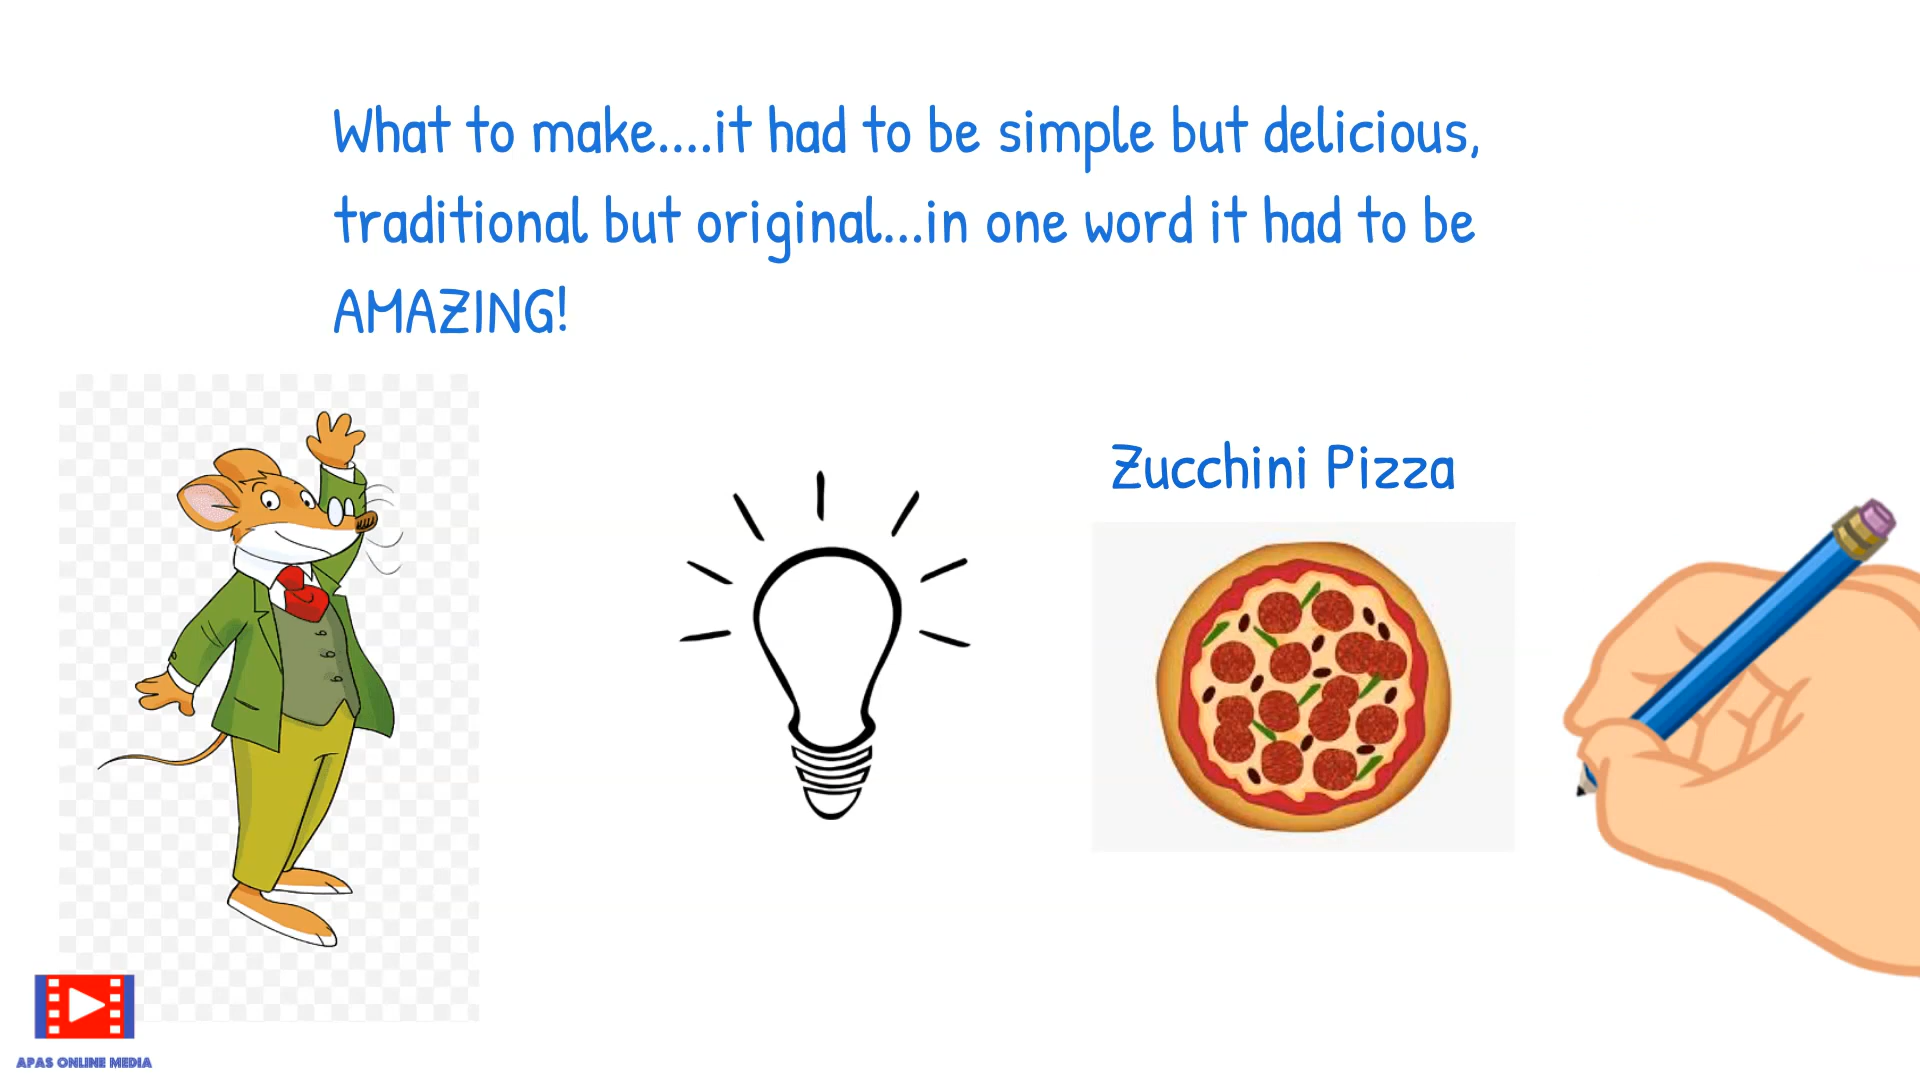 What to make....it had to be simple but delicious,
traditional but original...in one word it had to be
AMAZING!
Zucchini Pizza
APAS ONLINE MEDIA